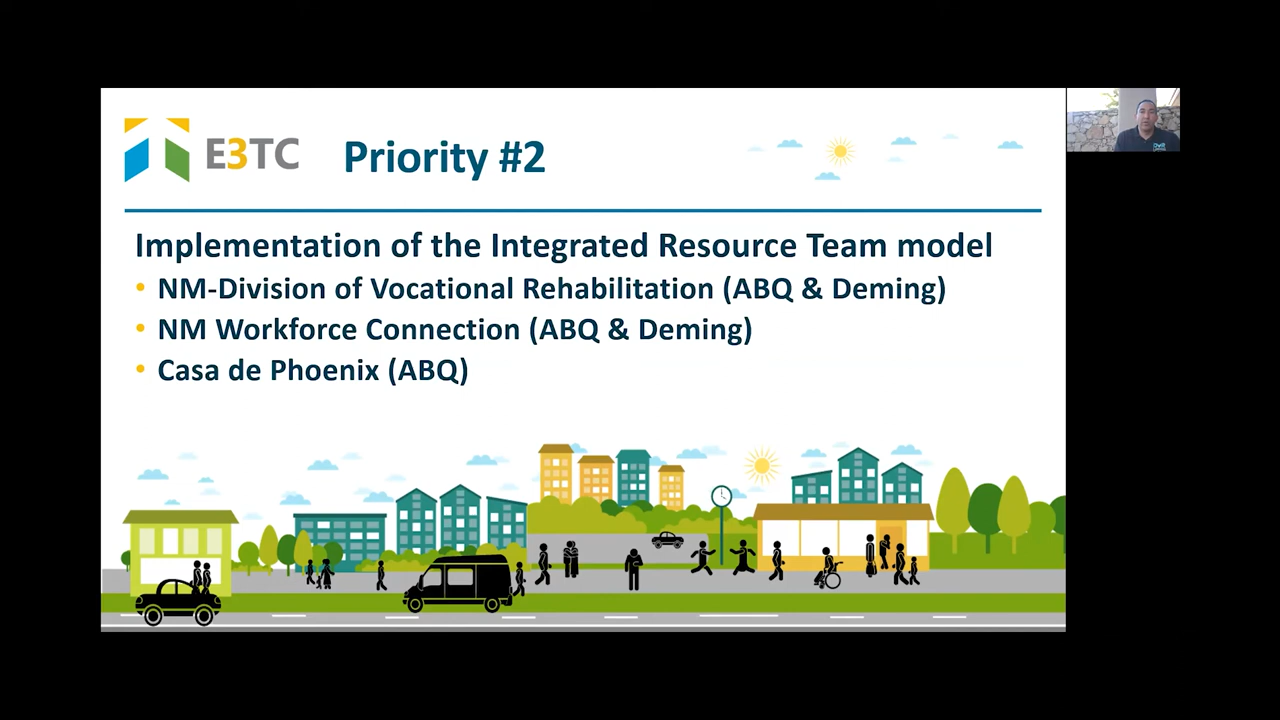 E3TC
Priority #2
Implementation of the Integrated Resource Team model
• NM-Division of Vocational Rehabilitation (ABQ & Deming)
• NM Workforce Connection (ABQ & Deming)
• Casa de Phoenix (ABQ)